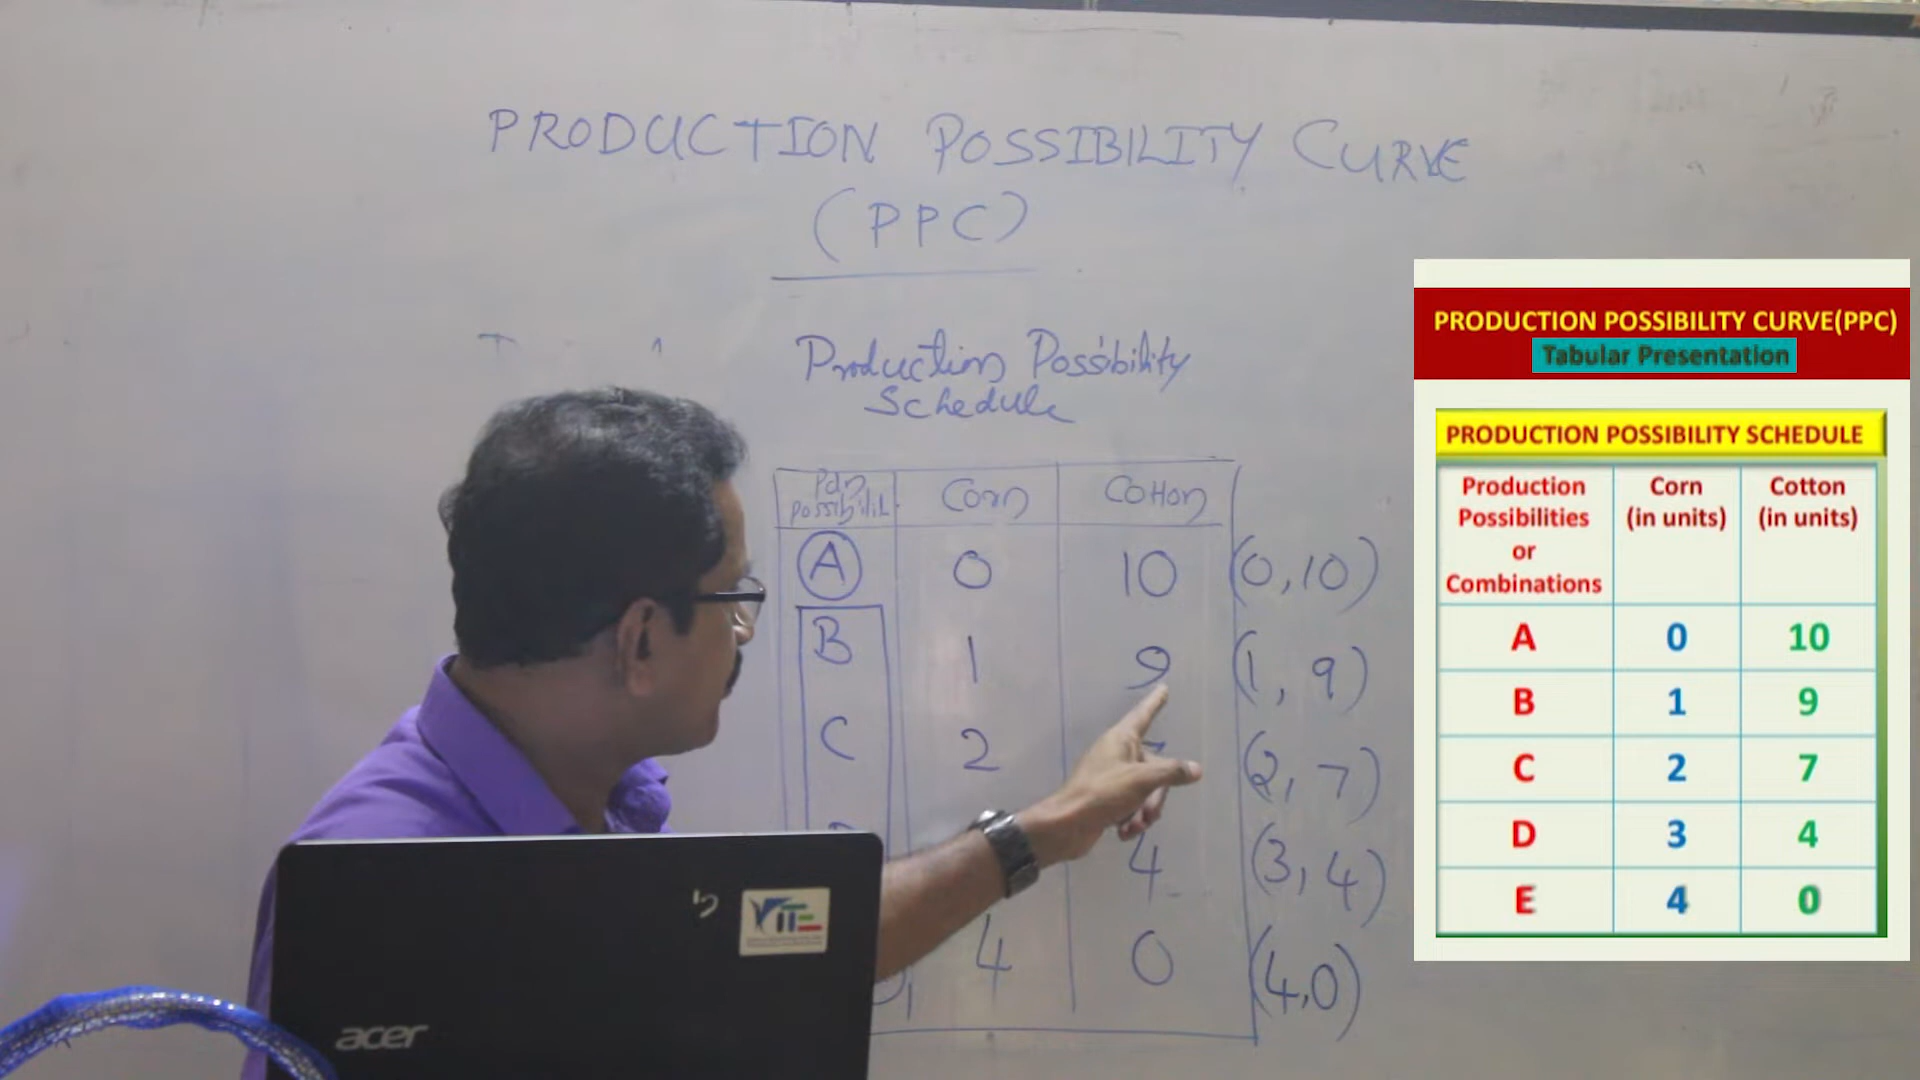 PRODUCTION POSSIBILITY CURVE
(PPC)
Production Possibility
Schedule
Pdn Corn Cotton
A 0 10 (0,10)
B 1 9 (1, 9)
C 2 (2, 7)
4 (3, 4)
4 0 (4,0)
acer
PRODUCTION POSSIBILITY CURVE(PPC)
Tabular Presentation
PRODUCTION POSSIBILITY SCHEDULE
Production Possibilities or Combinations Corn (in units) Cotton (in units)
A 0 10
B 1 9
C 2 7
D 3 4
E 4 0